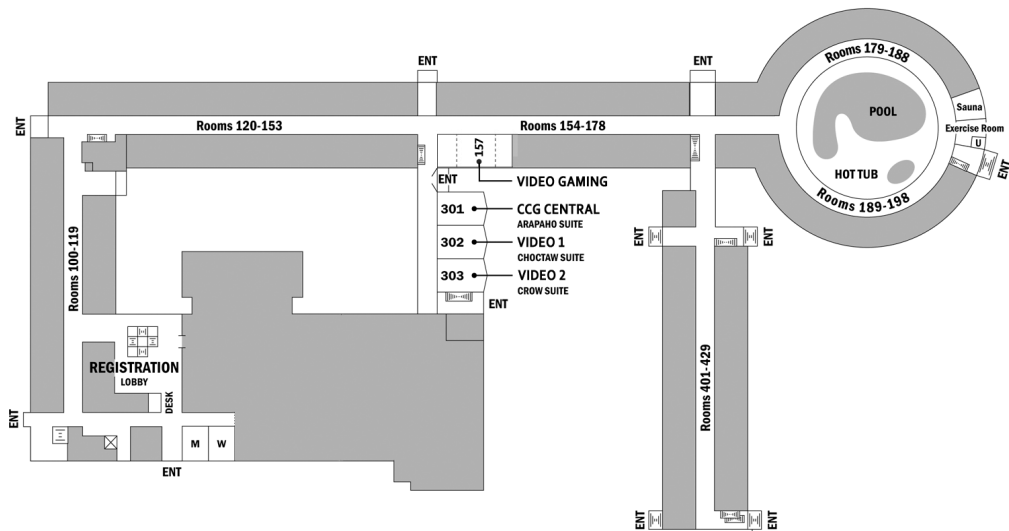 ENT
ENT
Rooms 179-188
Sauna
POOL
Exercise Room
U
ENT
HOT TUB
Rooms 189-198
ENT
Rooms 120-153
Rooms 154-178
157
VIDEO GAMING
ENT
301
CCG CENTRAL
ARAPAHO SUITE
302
VIDEO 1
CHOCTAW SUITE
303
VIDEO 2
CROW SUITE
ENT
ENT
ENT
Rooms 100-119
REGISTRATION
LOBBY
DESK
Rooms 401-429
ENT
M
W
ENT
ENT
ENT